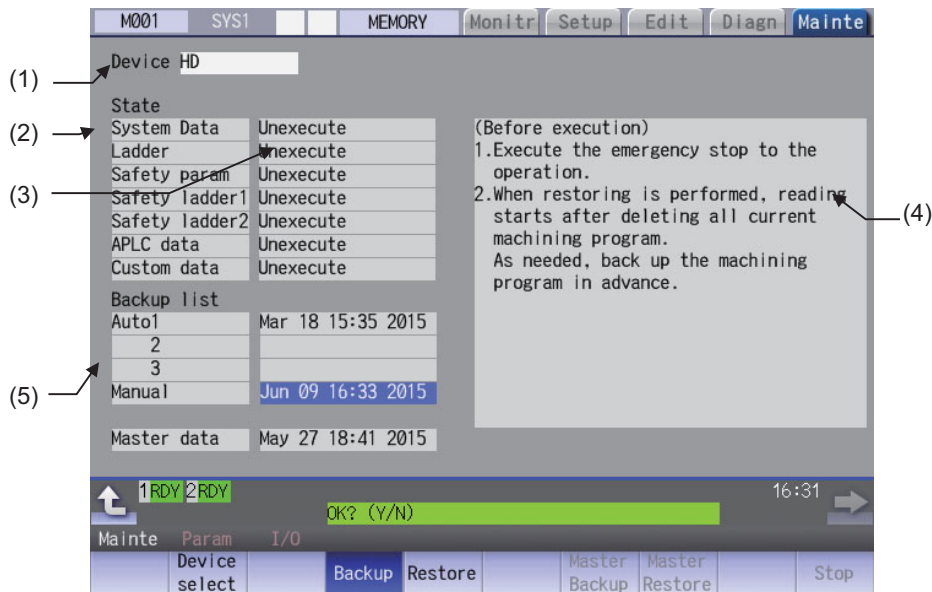 M001 SYS1 MEMORY Monitr Setup Edit Diagn Mainte
(1) Device HD
State
(2) System Data Unexecute
Ladder Unexecute
(3) Safety param Unexecute
Safety ladder1 Unexecute
Safety ladder2 Unexecute
APLC data Unexecute
Custom data Unexecute
(Before execution)
1.Execute the emergency stop to the
operation.
2.When restoring is performed, reading
starts after deleting all current
machining program.
As needed, back up the machining
program in advance.
(4)
Backup list
Auto1 Mar 18 15:35 2015
2
3
(5) Manual Jun 09 16:33 2015
Master data May 27 18:41 2015
1 RDY 2 RDY 16:31
OK? (Y/N)
Mainte Param I/O
Device select Backup Restore Master Backup Master Restore Stop